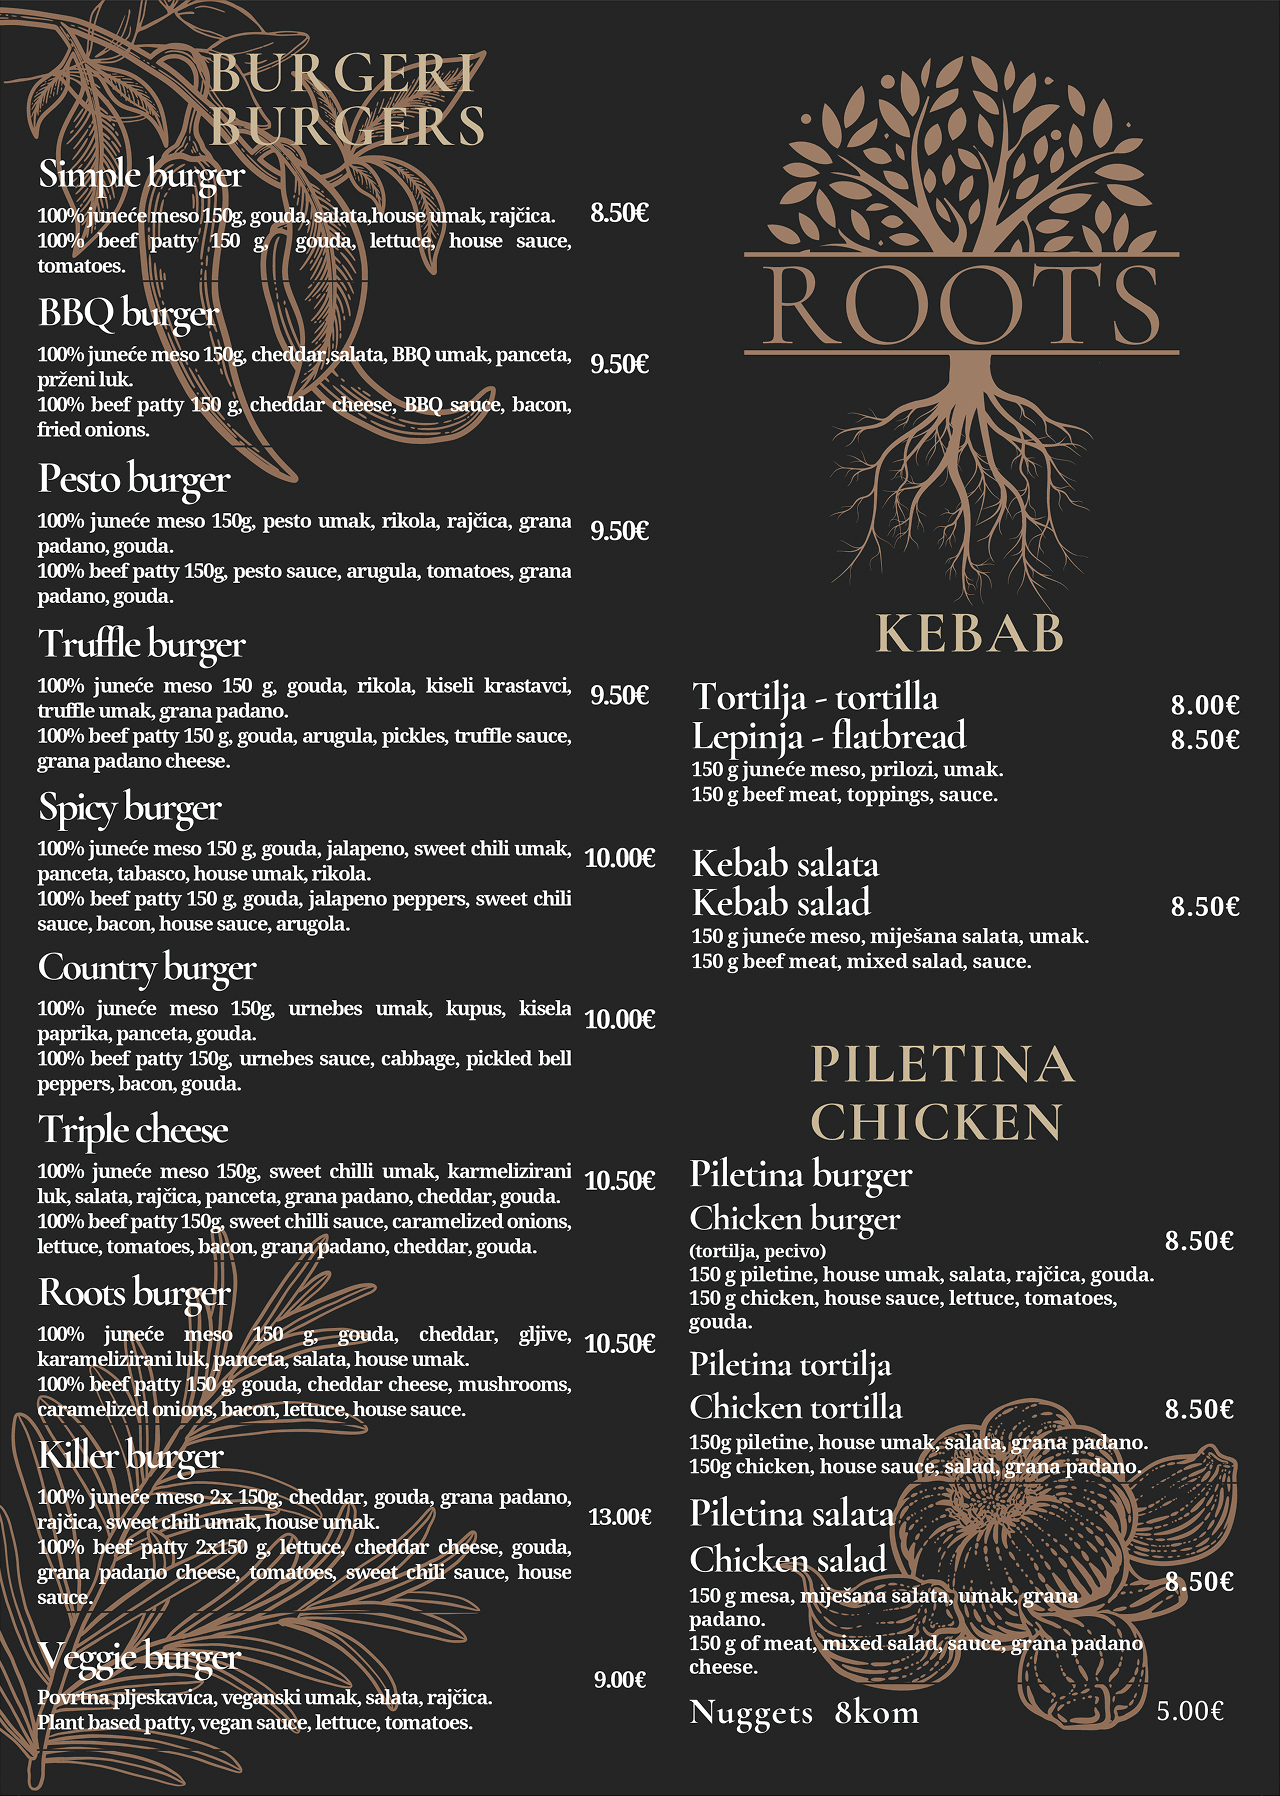 BURGERI
BURGERS
Simple burger
100% juneće meso 150g, gouda, salata,house umak, rajčica.
8.50€
100% beef patty 150 g, gouda, lettuce, house sauce,
tomatoes.
BBQ burger
100% juneće meso 150g, cheddar,salata, BBQ umak, panceta,
prženi luk.
9.50€
100% beef patty 150 g, cheddar cheese, BBQ sauce, bacon,
fried onions.
Pesto burger
100% juneće meso 150g, pesto umak, rikola, rajčica, grana
padano, gouda.
9.50€
100% beef patty 150g, pesto sauce, arugula, tomatoes, grana
padano, gouda.
Truffle burger
100% juneće meso 150 g, gouda, rikola, kiseli krastavci,
truffle umak, grana padano.
9.50€
100% beef patty 150 g, gouda, arugula, pickles, truffle sauce,
grana padano cheese.
Spicy burger
100% juneće meso 150 g, gouda, jalapeno, sweet chili umak,
panceta, tabasco, house umak, rikola.
10.00€
100% beef patty 150 g, gouda, jalapeno peppers, sweet chili
sauce, bacon, house sauce, arugola.
Country burger
100% juneće meso 150g, urnebes umak, kupus, kisela
paprika, panceta, gouda.
10.00€
100% beef patty 150g, urnebes sauce, cabbage, pickled bell
peppers, bacon, gouda.
Triple cheese
100% juneće meso 150g, sweet chilli umak, karmelizirani
luk, salata, rajčica, panceta, grana padano, cheddar, gouda.
10.50€
100% beef patty 150g, sweet chilli sauce, caramelized onions,
lettuce, tomatoes, bacon, grana padano, cheddar, gouda.
Roots burger
100% juneće meso 150 g, gouda, cheddar, gljive,
karamelizirani luk, panceta, salata, house umak.
10.50€
100% beef patty 150 g, gouda, cheddar cheese, mushrooms,
caramelized onions, bacon, lettuce, house sauce.
Killer burger
100% juneće meso 2x 150g, cheddar, gouda, grana padano,
rajčica, sweet chili umak, house umak.
13.00€
100% beef patty 2x150 g, lettuce, cheddar cheese, gouda,
grana padano cheese, tomatoes, sweet chili sauce, house
sauce.
Veggie burger
9.00€
Povrtna pljeskavica, veganski umak, salata, rajčica.
Plant based patty, vegan sauce, lettuce, tomatoes.
ROOTS
KEBAB
Tortilja - tortilla
8.00€
Lepinja - flatbread
8.50€
150 g juneće meso, prilozi, umak.
150 g beef meat, toppings, sauce.
Kebab salata
Kebab salad
8.50€
150 g juneće meso, miješana salata, umak.
150 g beef meat, mixed salad, sauce.
PILETINA
CHICKEN
Piletina burger
Chicken burger
8.50€
(tortilja, pecivo)
150 g piletine, house umak, salata, rajčica, gouda.
150 g chicken, house sauce, lettuce, tomatoes,
gouda.
Piletina tortilja
Chicken tortilla
8.50€
150g piletine, house umak, salata, grana padano.
150g chicken, house sauce, salad, grana padano.
Piletina salata
Chicken salad
8.50€
150 g mesa, miješana salata, umak, grana
padano.
150 g of meat, mixed salad, sauce, grana padano
cheese.
Nuggets 8kom
5.00€